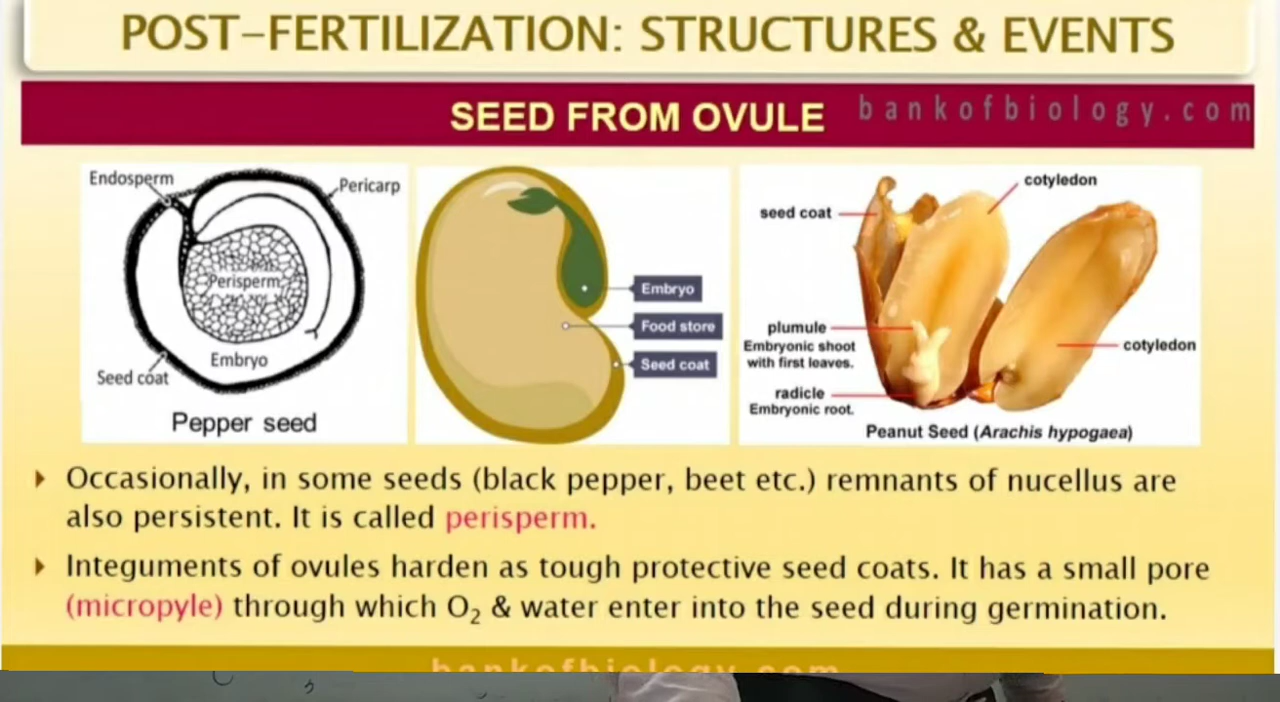 POST-FERTILIZATION: STRUCTURES & EVENTS
SEED FROM OVULE
bankofbiology.com
Endosperm
Pericarp
Perisperm
Embryo
Seed coat
Pepper seed
Embryo
Food store
Seed coat
cotyledon
seed coat
plumule
Embryonic shoot
with first leaves.
cotyledon
radicle
Embryonic root.
Peanut Seed (Arachis hypogaea)
Occasionally, in some seeds (black pepper, beet etc.) remnants of nucellus are
also persistent. It is called perisperm.
Integuments of ovules harden as tough protective seed coats. It has a small pore
(micropyle) through which O₂ & water enter into the seed during germination.
bankofbiology.com